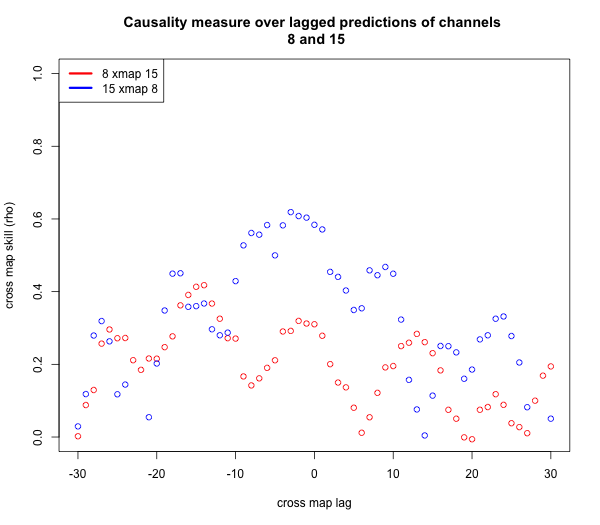 Causality measure over lagged predictions of channels
8 and 15
8 xmap 15
15 xmap 8
1.0
0.8
0.6
0.4
0.2
0.0
cross map skill (rho)
-30
-20
-10
0
10
20
30
cross map lag